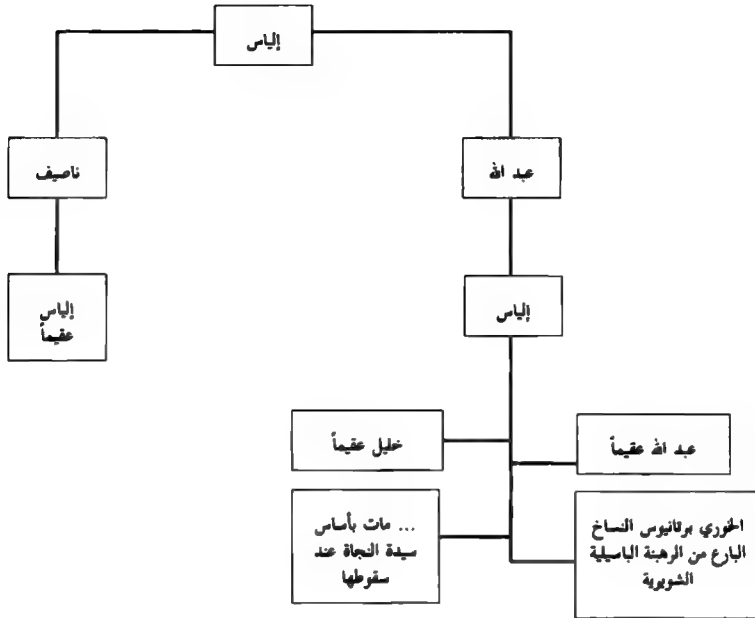 إلياس
عبد الله
ناصيف
إلياس
إلياس
عقيماً
عبد الله عقيماً
خليل عقيماً
الخوري برتانيوس النساخ
البارع من الرهبنة الباسيلية
الشويرية
... مات بأساس
سيدة النجاة عند
سقوطها